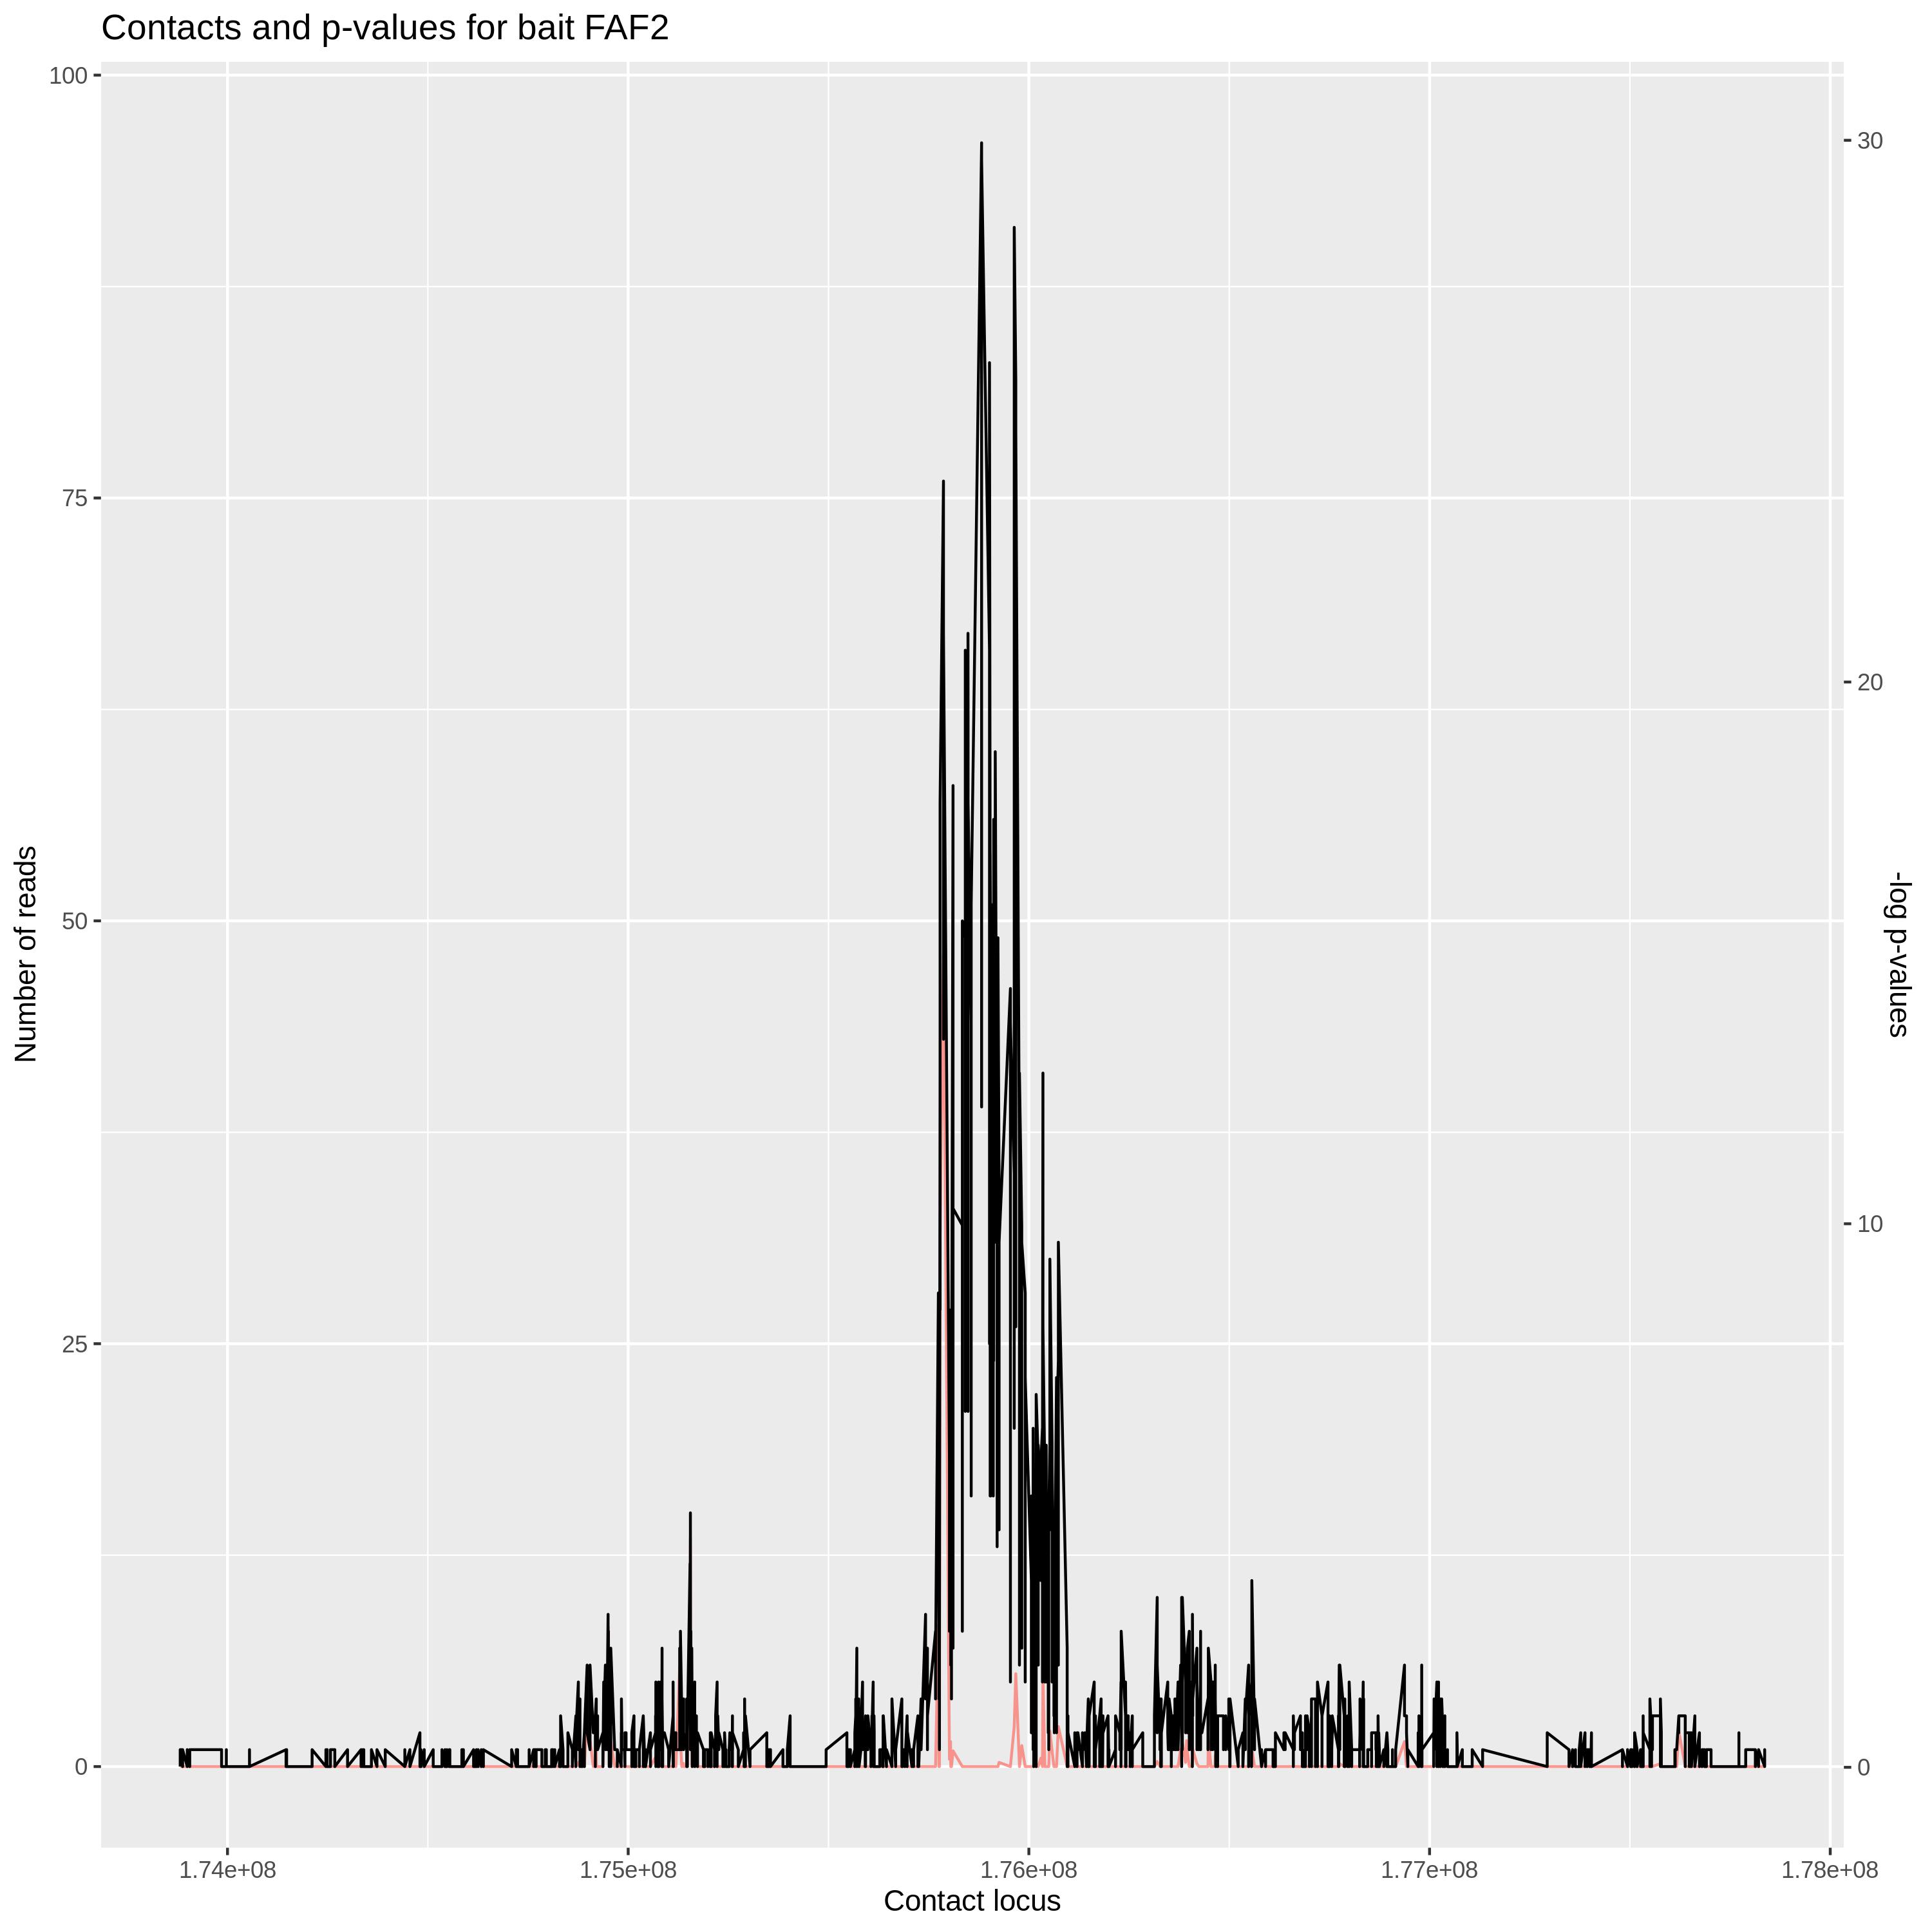 Contacts and p-values for bait FAF2
100
75
50
25
0
30
20
10
0
Number of reads
-log p-values
1.74e+08
1.75e+08
1.76e+08
1.77e+08
1.78e+08
Contact locus